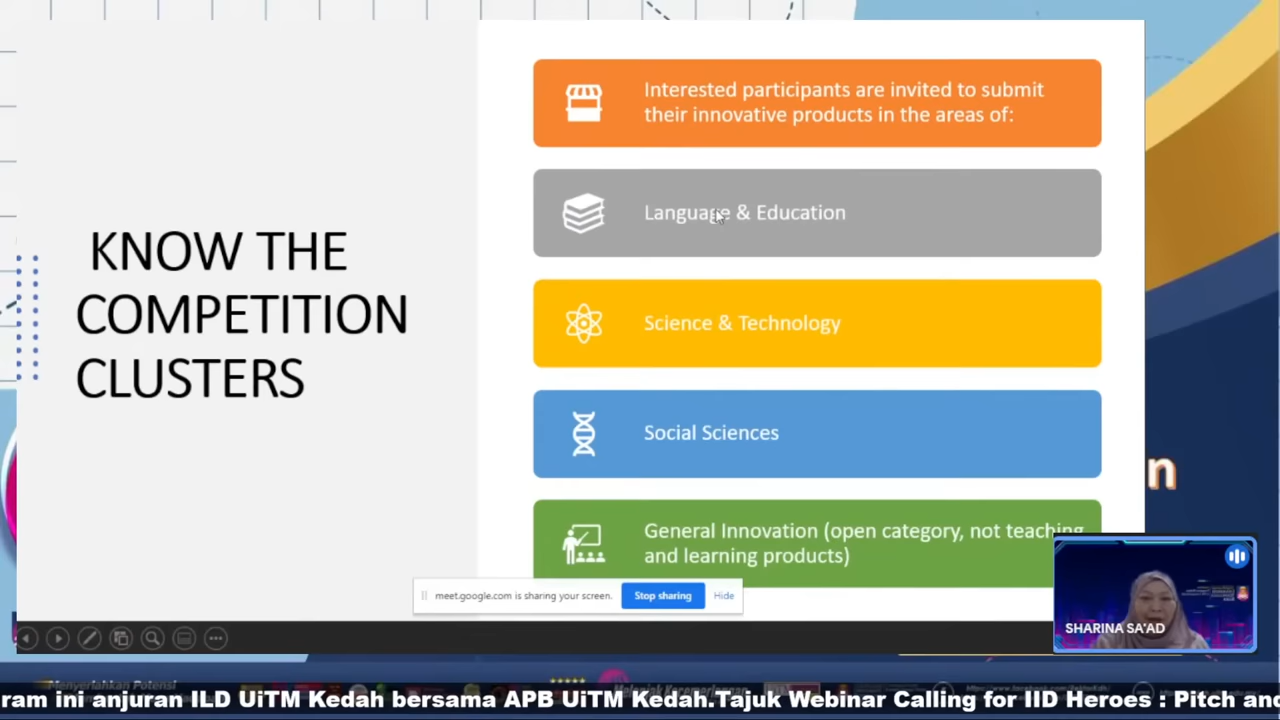 KNOW THE
COMPETITION
CLUSTERS
Interested participants are invited to submit
their innovative products in the areas of:
Language & Education
Science & Technology
Social Sciences
General Innovation (open category, not teaching
and learning products)
n
meet.google.com is sharing your screen.
Stop sharing
Hide
SHARINA SA'AD
Menyerlahkan Potensi
ram ini anjuran ILD UiTM Kedah bersama APB UiTM Kedah.Tajuk Webinar Calling for IID Heroes : Pitch and